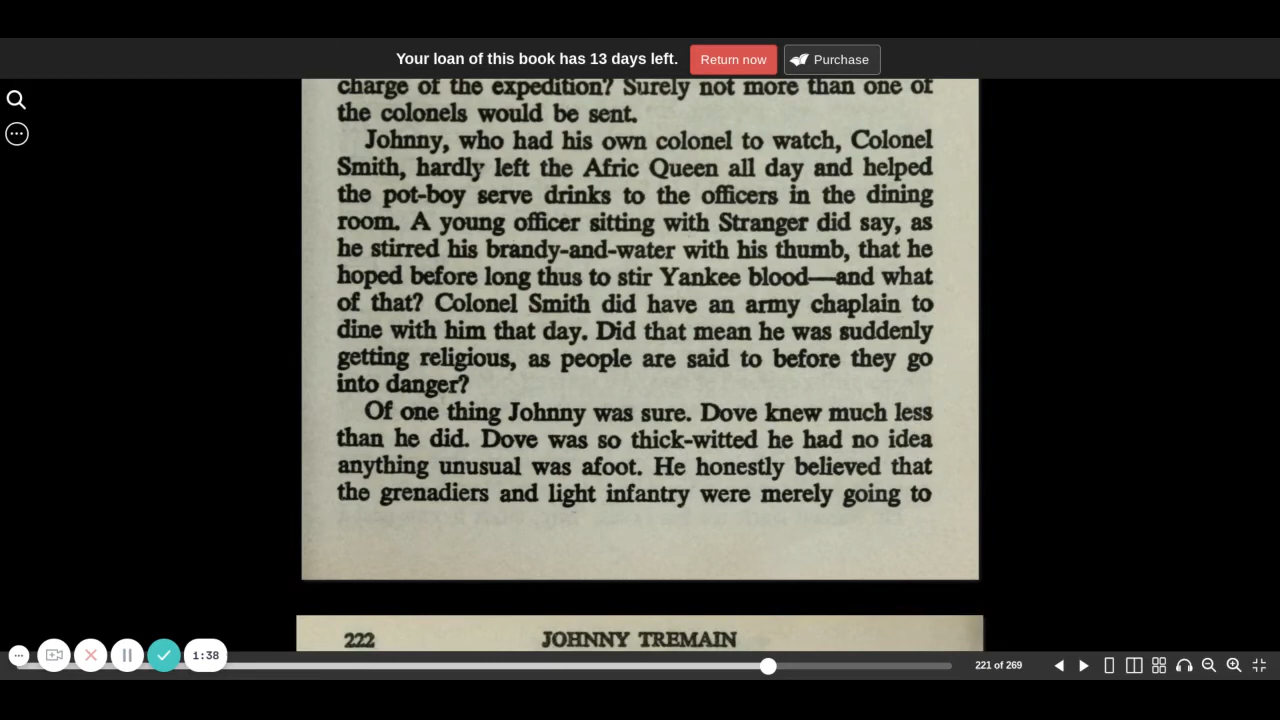 Your loan of this book has 13 days left. Return now Purchase
charge of the expedition? Surely not more than one of
the colonels would be sent.
Johnny, who had his own colonel to watch, Colonel
Smith, hardly left the Afric Queen all day and helped
the pot-boy serve drinks to the officers in the dining
room. A young officer sitting with Stranger did say, as
he stirred his brandy-and-water with his thumb, that he
hoped before long thus to stir Yankee blood—and what
of that? Colonel Smith did have an army chaplain to
dine with him that day. Did that mean he was suddenly
getting religious, as people are said to before they go
into danger?
Of one thing Johnny was sure. Dove knew much less
than he did. Dove was so thick-witted he had no idea
anything unusual was afoot. He honestly believed that
the grenadiers and light infantry were merely going to
222 JOHNNY TREMAIN
1:38
221 of 269